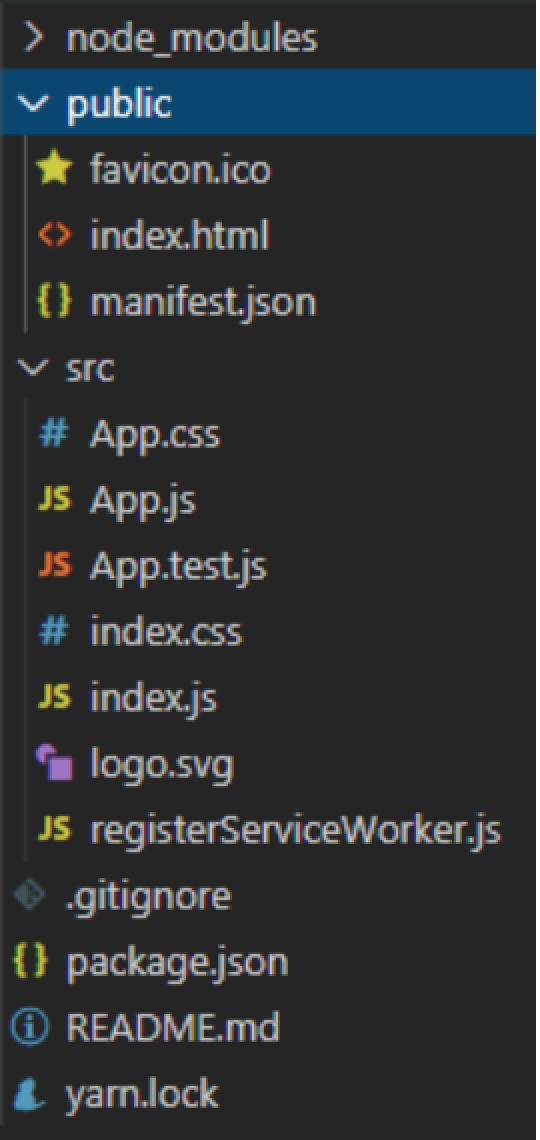 node_modules
public
favicon.ico
index.html
manifest.json
src
# App.css
JS App.js
JS App.test.js
# index.css
JS index.js
logo.svg
JS registerServiceWorker.js
.gitignore
package.json
README.md
yarn.lock